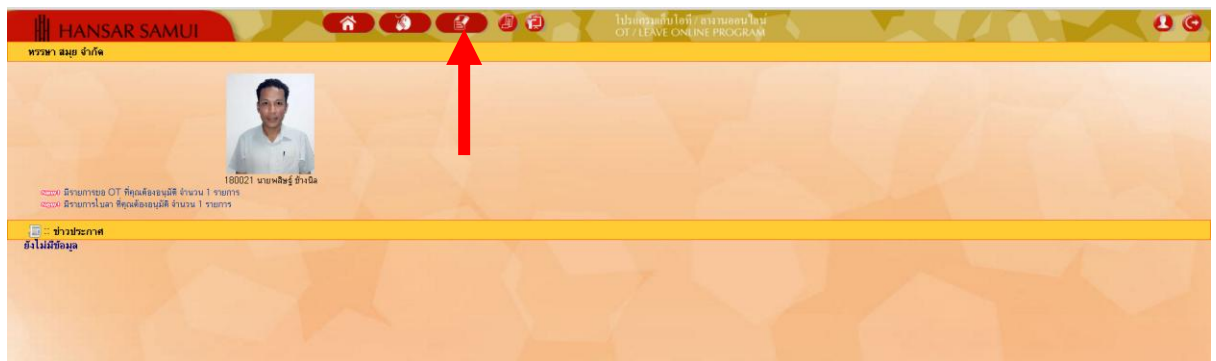 HANSAR SAMUI
โปรแกรมเก็บโอที / ลางานออนไลน์
OT / LEAVE ONLINE PROGRAM
หรรษา สมุย จำกัด
180021 นายพสิษฐ์ ช้างนิล
มีรายการขอ OT ที่คุณต้องอนุมัติ จำนวน 1 รายการ
มีรายการใบลา ที่คุณต้องอนุมัติ จำนวน 1 รายการ
:: ข่าวประกาศ
ยังไม่มีข้อมูล